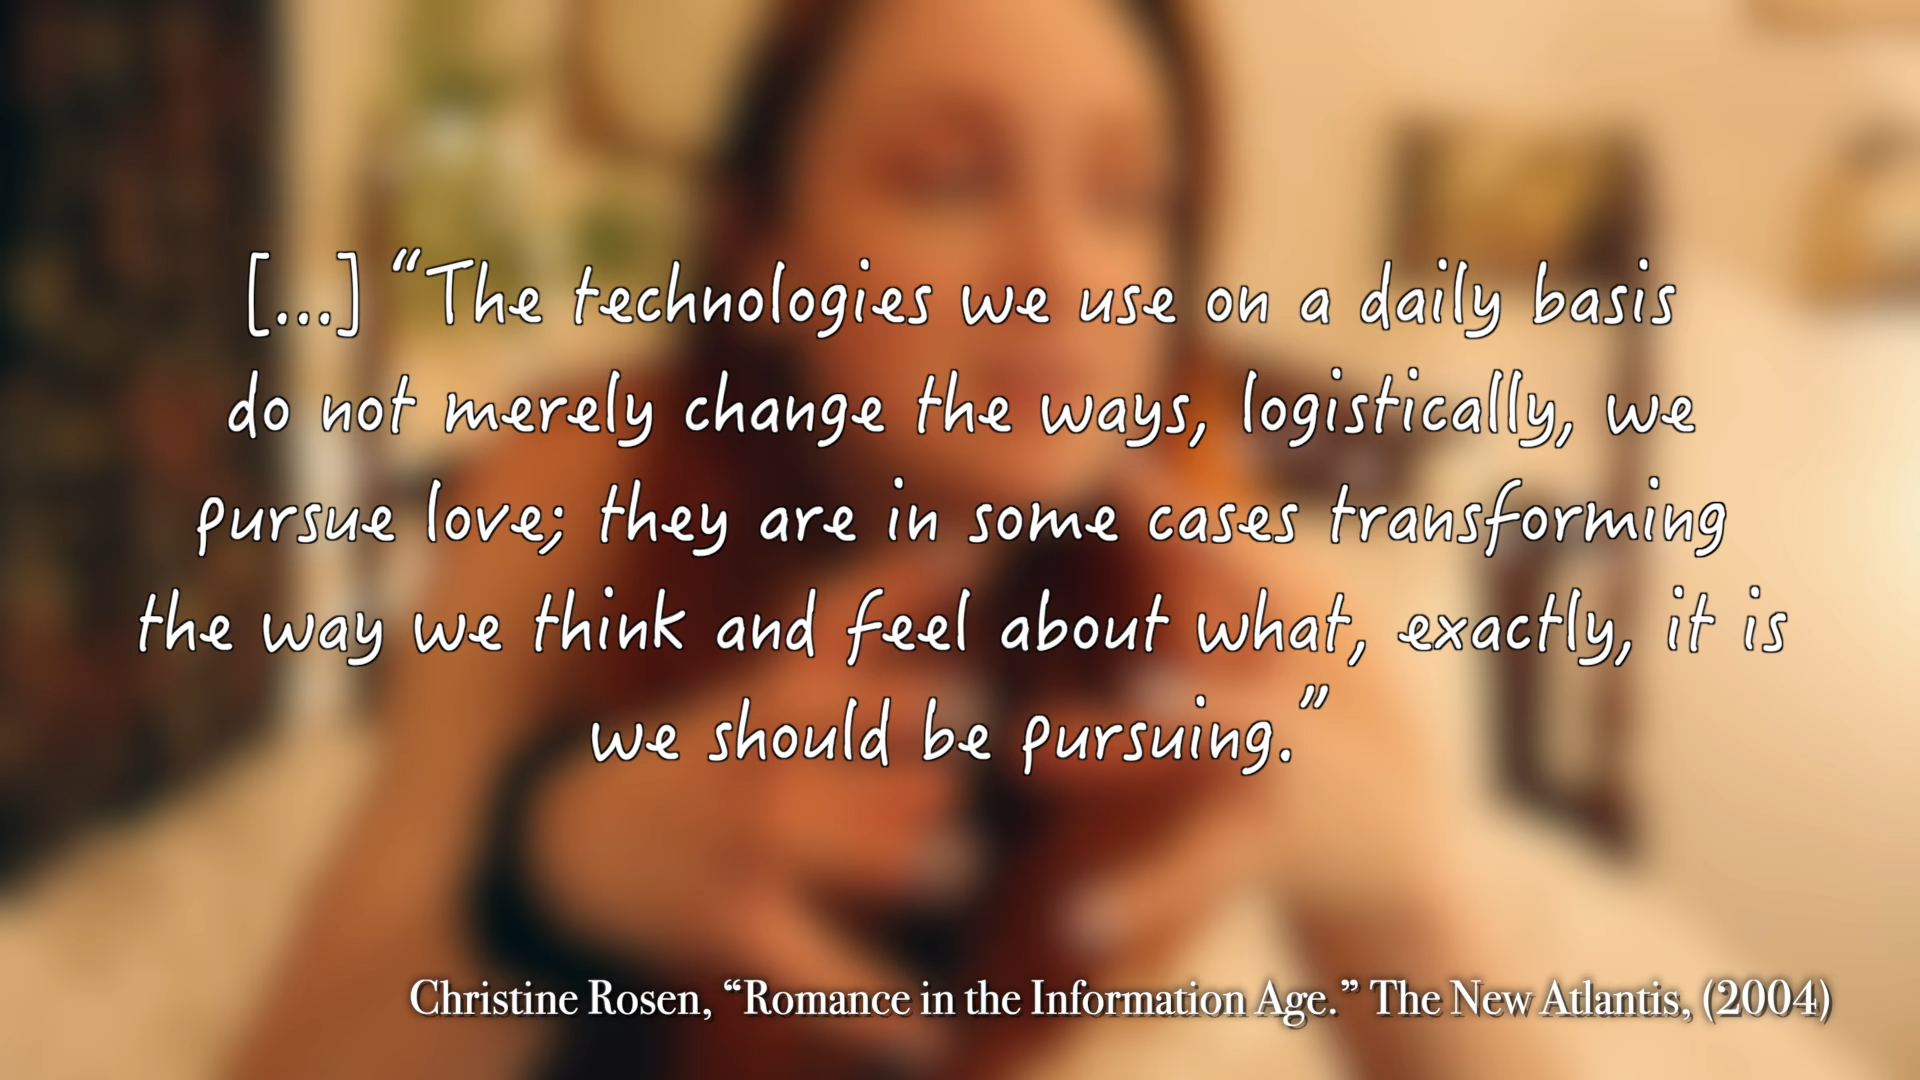 [...] “The technologies we use on a daily basis
do not merely change the ways, logistically, we
pursue love; they are in some cases transforming
the way we think and feel about what, exactly, it is
we should be pursuing.”
Christine Rosen, “Romance in the Information Age.” The New Atlantis, (2004)